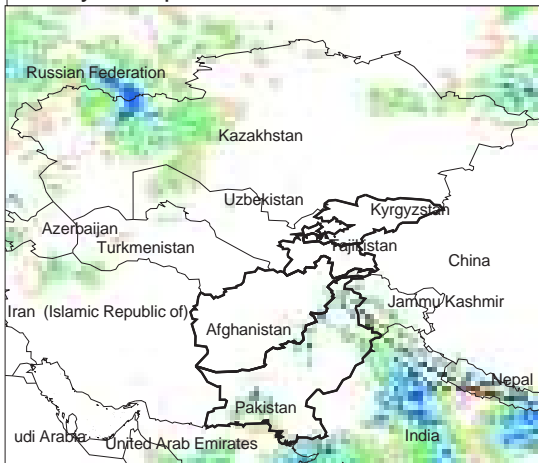 Russian Federation
Kazakhstan
Uzbekistan
Kyrgyzstan
Azerbaijan
Turkmenistan
Tajikistan
China
Iran (Islamic Republic of)
Jammu Kashmir
Afghanistan
Nepal
Pakistan
udi Arabia
United Arab Emirates
India